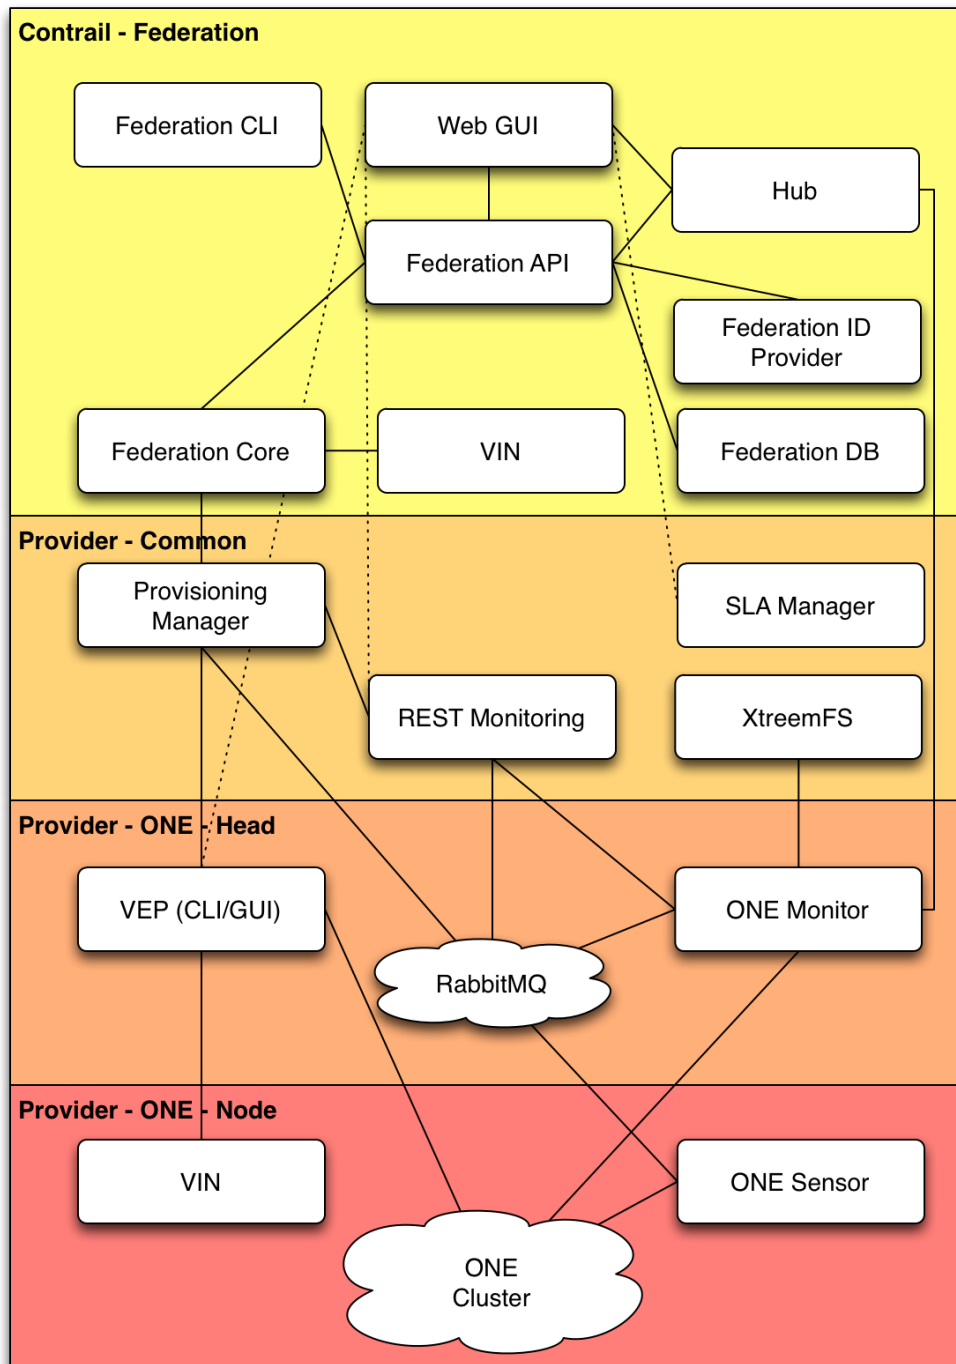 Contrail - Federation
Federation CLI
Web GUI
Hub
Federation API
Federation ID
Provider
Federation Core
VIN
Federation DB
Provider - Common
Provisioning
Manager
SLA Manager
REST Monitoring
XtreemFS
Provider - ONE - Head
VEP (CLI/GUI)
ONE Monitor
RabbitMQ
Provider - ONE - Node
VIN
ONE Sensor
ONE
Cluster